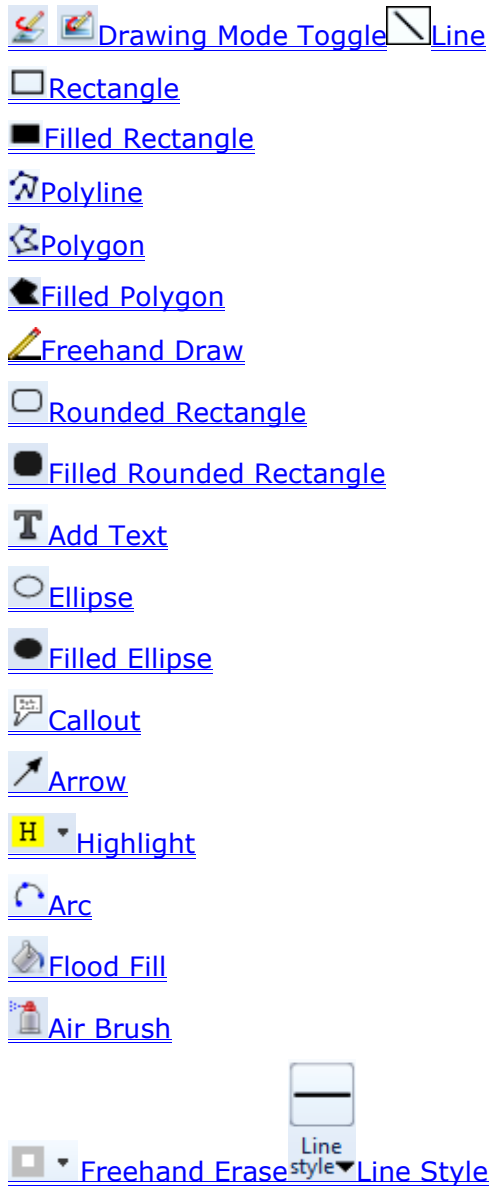 Drawing Mode Toggle Line
Rectangle
Filled Rectangle
Polyline
Polygon
Filled Polygon
Freehand Draw
Rounded Rectangle
Filled Rounded Rectangle
T Add Text
Ellipse
Filled Ellipse
Callout
Arrow
H Highlight
Arc
Flood Fill
Air Brush
Line
Freehand Erase style Line Style